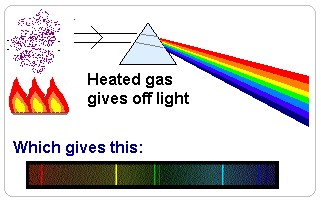 Heated gas
gives off light
Which gives this: